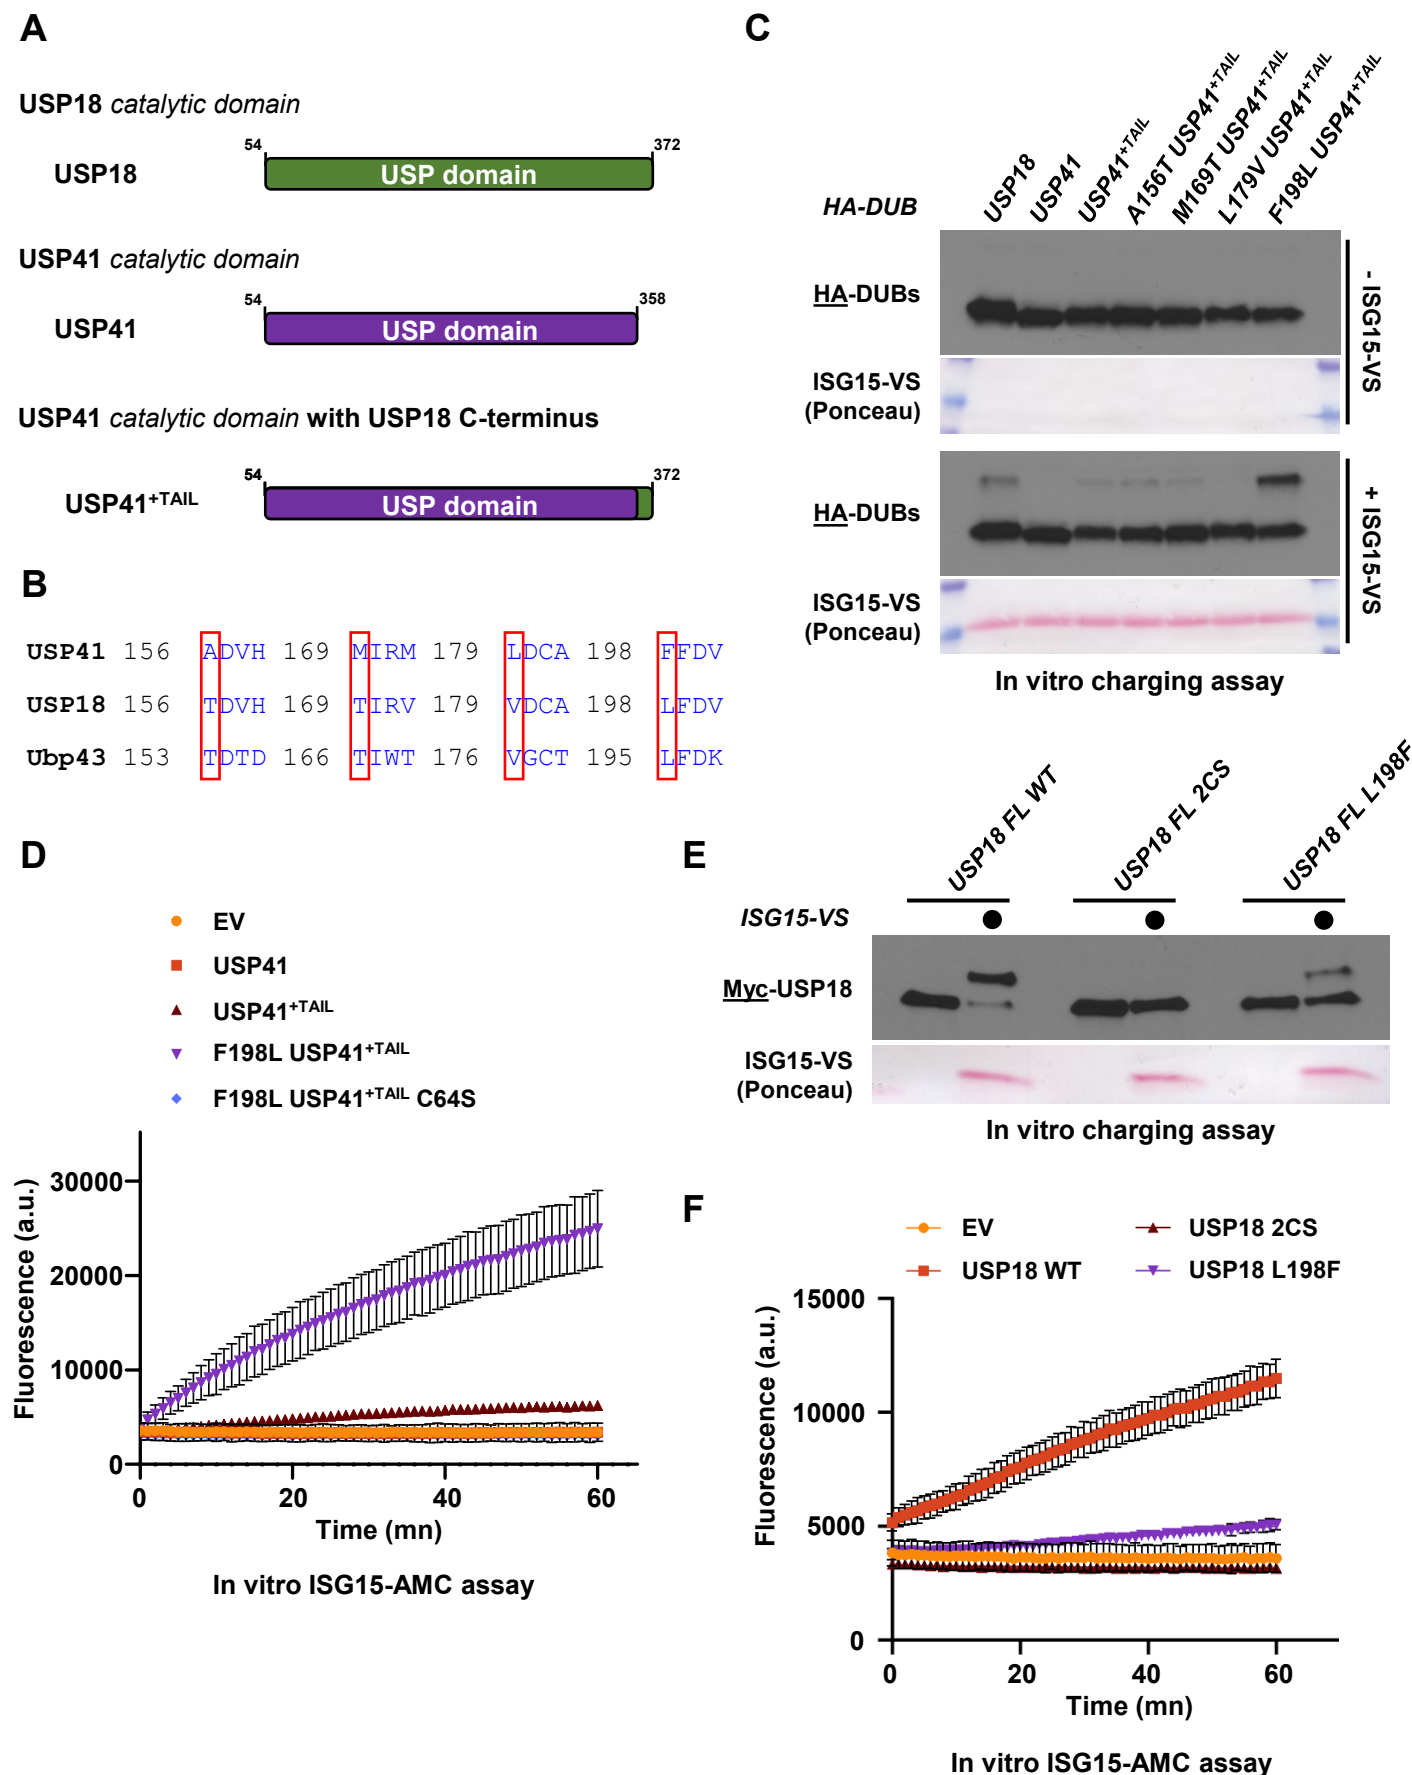 A
USP18 catalytic domain
54
372
USP18
USP domain
USP41 catalytic domain
54
358
USP41
USP domain
USP41 catalytic domain with USP18 C-terminus
54
372
USP41+TAIL
USP domain
B
USP41 156 ADVH 169 MIRM 179 LDCA 198 FFDV
USP18 156 TDVH 169 TIRV 179 VDCA 198 LFDV
Ubp43 153 TDTD 166 TIWT 176 VGCT 195 LFDK
C
HA-DUB
USP18
USP41
USP41+TAIL
A156T USP41+TAIL
M169T USP41+TAIL
L179V USP41+TAIL
F198L USP41+TAIL
HA-DUBs
ISG15-VS
(Ponceau)
- ISG15-VS
HA-DUBs
ISG15-VS
(Ponceau)
+ ISG15-VS
In vitro charging assay
D
EV
USP41
USP41+TAIL
F198L USP41+TAIL
F198L USP41+TAIL C64S
Fluorescence (a.u.)
30000
20000
10000
0
0 20 40 60
Time (mn)
In vitro ISG15-AMC assay
E
USP18 FL WT
USP18 FL 2CS
USP18 FL L198F
ISG15-VS
Myc-USP18
ISG15-VS
(Ponceau)
In vitro charging assay
F
EV
USP18 WT
USP18 2CS
USP18 L198F
Fluorescence (a.u.)
15000
10000
5000
0
0 20 40 60
Time (mn)
In vitro ISG15-AMC assay